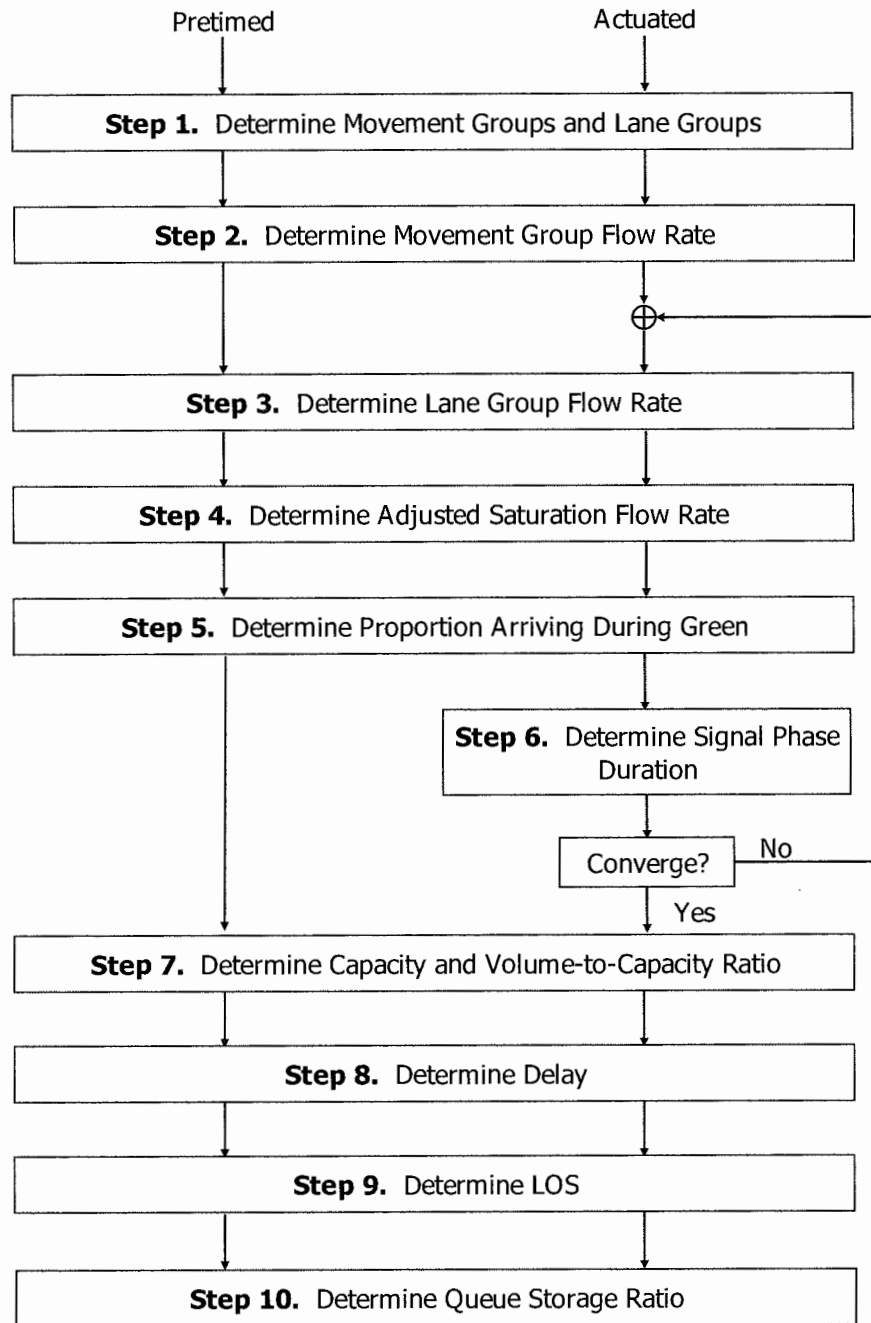 Pretimed Actuated
Step 1. Determine Movement Groups and Lane Groups
Step 2. Determine Movement Group Flow Rate
Step 3. Determine Lane Group Flow Rate
Step 4. Determine Adjusted Saturation Flow Rate
Step 5. Determine Proportion Arriving During Green
Step 6. Determine Signal Phase
Duration
Converge? No
Yes
Step 7. Determine Capacity and Volume-to-Capacity Ratio
Step 8. Determine Delay
Step 9. Determine LOS
Step 10. Determine Queue Storage Ratio